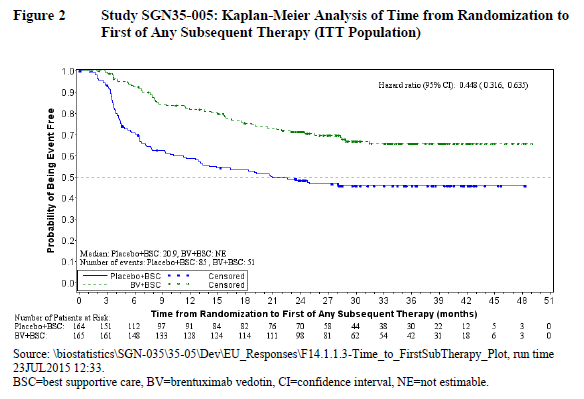 Figure 2 Study SGN35-005: Kaplan-Meier Analysis of Time from Randomization to
First of Any Subsequent Therapy (ITT Population)
Hazard ratio (95% CI): 0.448 ( 0.316, 0.635)
Probability of Being Event Free
1.0
0.9
0.8
0.7
0.6
0.5
0.4
0.3
0.2
0.1
0.0
Median: Placebo+BSC: 20.9, BV+BSC: NE
Number of events: Placebo+BSC: 85, BV+BSC: 51
Placebo+BSC Censored
BV+BSC Censored
0 3 6 9 12 15 18 21 24 27 30 33 36 39 42 45 48 51
Time from Randomization to First of Any Subsequent Therapy (months)
Number of Patients at Risk:
Placebo+BSC: 164 151 112 97 91 84 82 76 70 58 44 38 30 22 12 5 3 0
BV+BSC: 165 161 148 133 128 124 114 111 98 81 62 54 42 31 18 6 3 0
Source: \biostatistics\SGN-035\35-05\Dev\EU_Responses\F14.1.1.3-Time_to_FirstSubTherapy_Plot, run time
23JUL2015 12:33.
BSC=best supportive care, BV=brentuximab vedotin, CI=confidence interval, NE=not estimable.